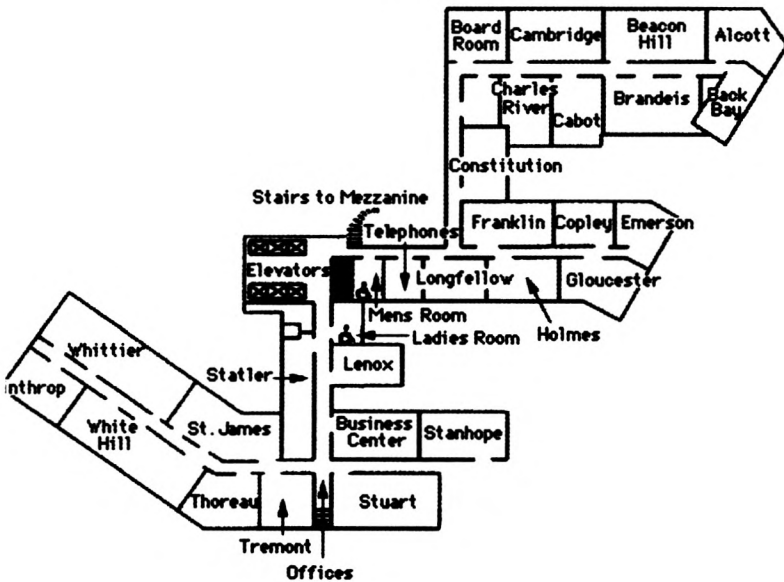 Board
Room
Cambridge
Beacon
Hill
Alcott
Charles
River
Cabot
Brandeis
Back
Bay
Constitution
Stairs to Mezzanine
Telephones
Franklin
Copley
Emerson
Elevators
Longfellow
Gloucester
Mens Room
Holmes
Ladies Room
Lenox
Whittier
Statler
inthrop
White
Hill
St. James
Business
Center
Stanhope
Thoreau
Stuart
Tremont
Offices